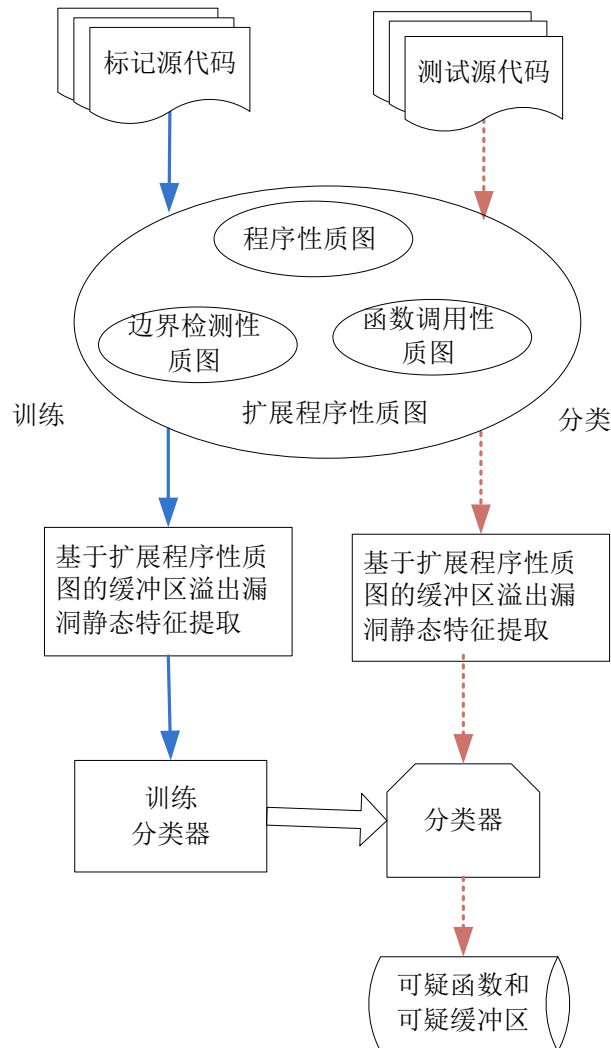 标记源代码
测试源代码
程序性质图
边界检测性
质图
函数调用性
质图
扩展程序性质图
训练
分类
基于扩展程序性质
图的缓冲区溢出漏
洞静态特征提取
基于扩展程序性质
图的缓冲区溢出漏
洞静态特征提取
训练
分类器
分类器
可疑函数和
可疑缓冲区